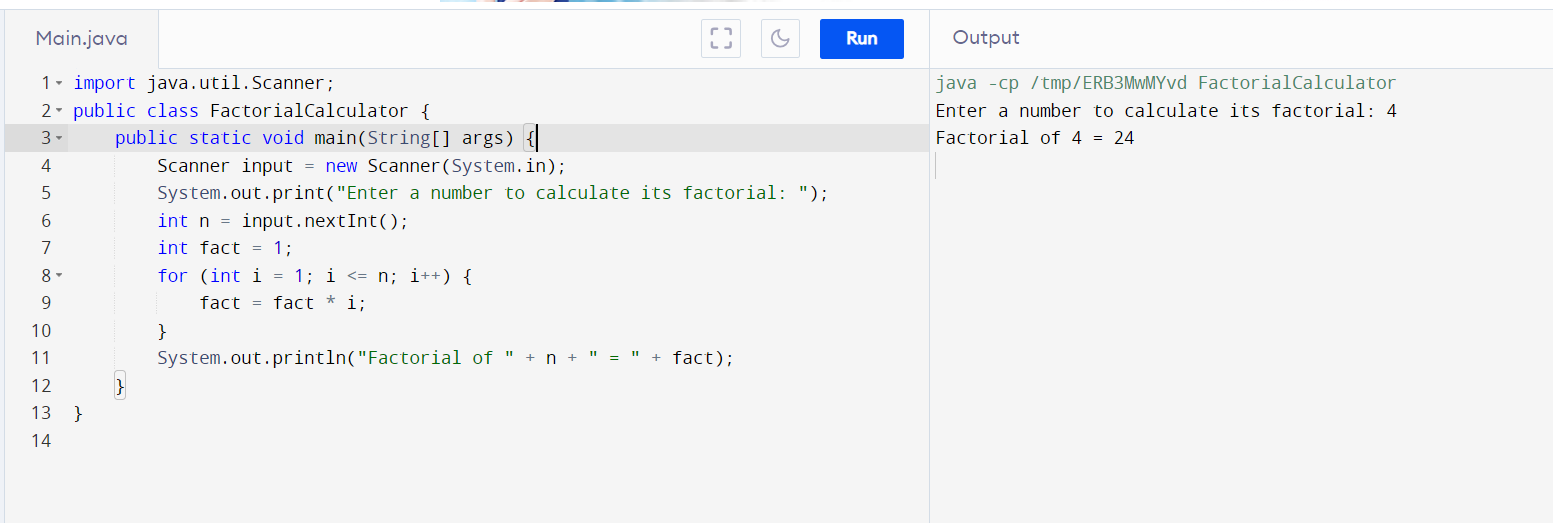 Main.java
Run
Output
1 import java.util.Scanner;
2 public class FactorialCalculator {
3     public static void main(String[] args) {
4         Scanner input = new Scanner(System.in);
5         System.out.print("Enter a number to calculate its factorial: ");
6         int n = input.nextInt();
7         int fact = 1;
8         for (int i = 1; i <= n; i++) {
9             fact = fact * i;
10         }
11         System.out.println("Factorial of " + n + " = " + fact);
12     }
13 }
14
java -cp /tmp/ERB3MwMYvd FactorialCalculator
Enter a number to calculate its factorial: 4
Factorial of 4 = 24